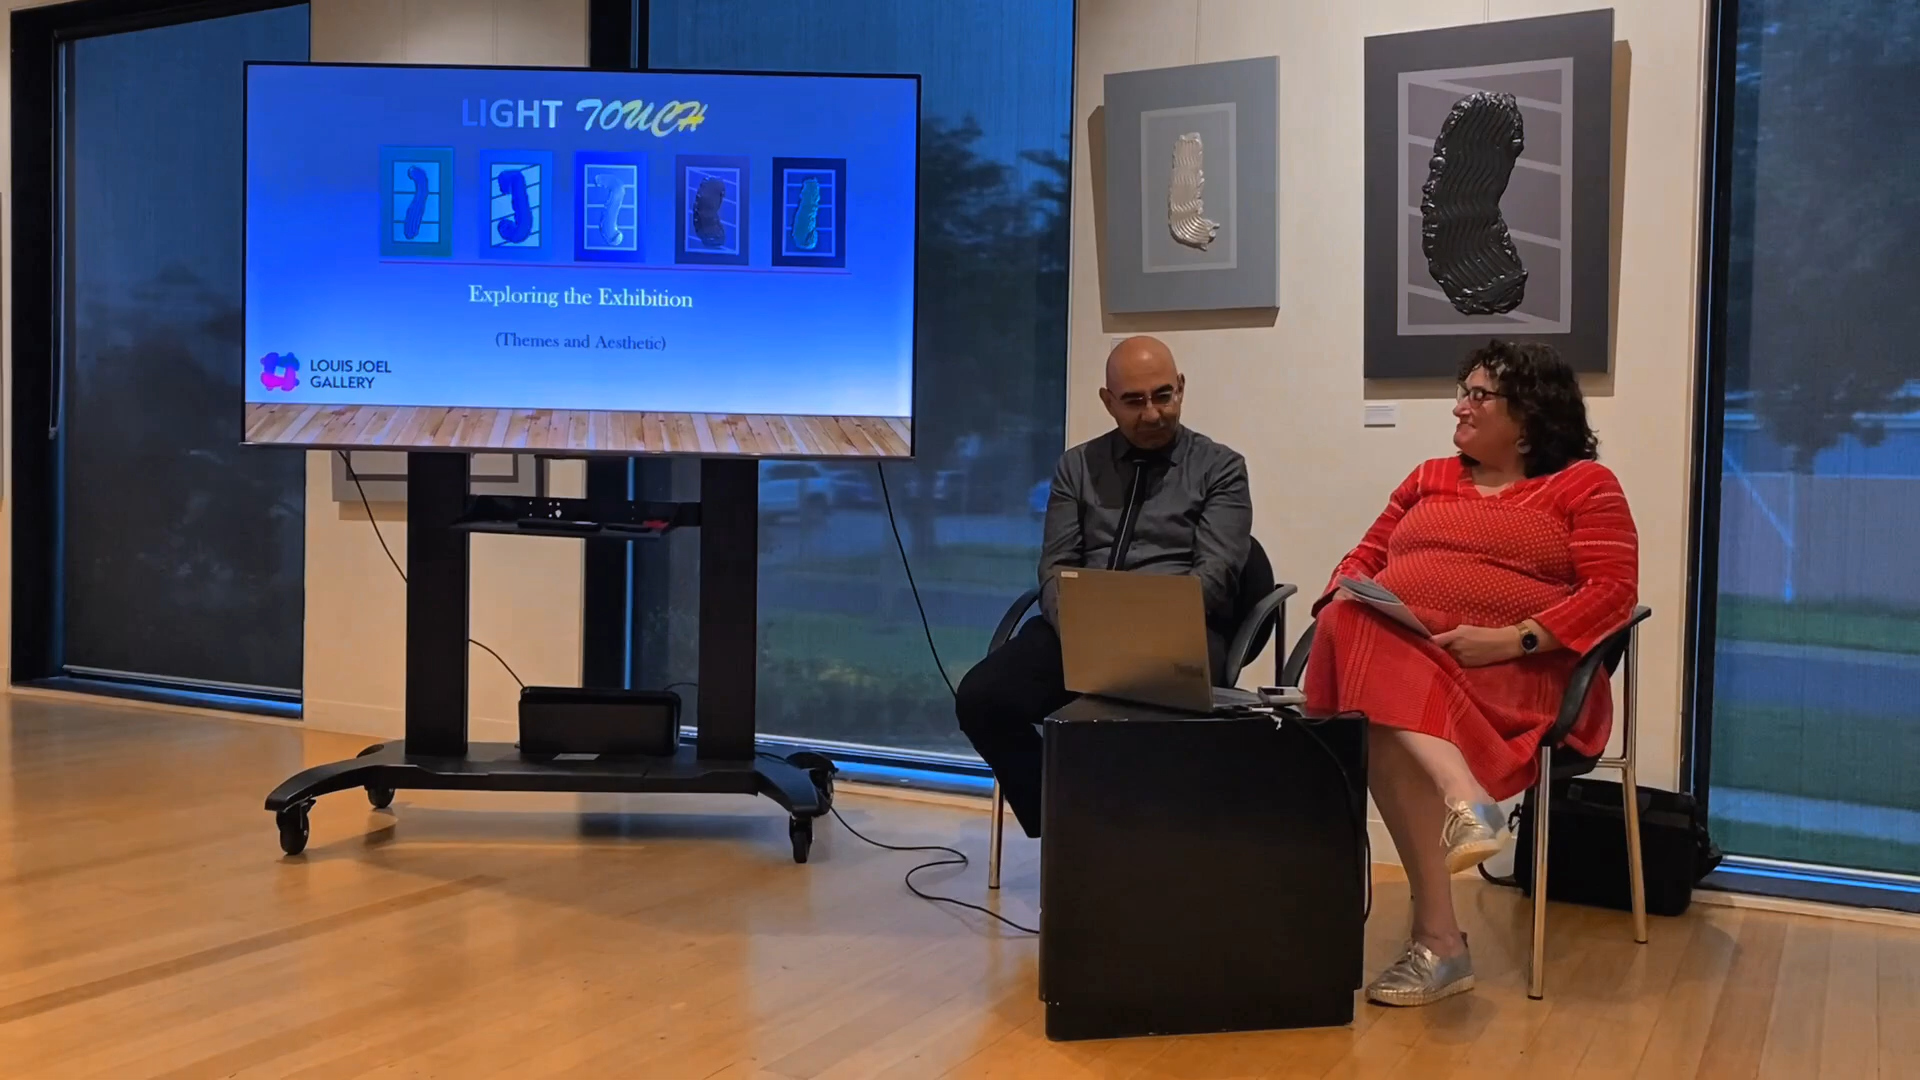 LIGHT TOUCH
Exploring the Exhibition
(Themes and Aesthetic)
LOUIS JOEL
GALLERY